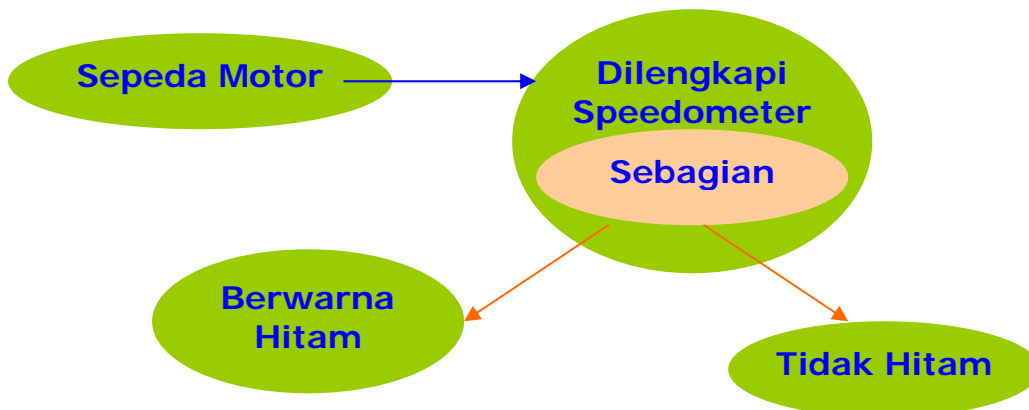 Sepeda Motor
Dilengkapi
Speedometer
Sebagian
Berwarna
Hitam
Tidak Hitam